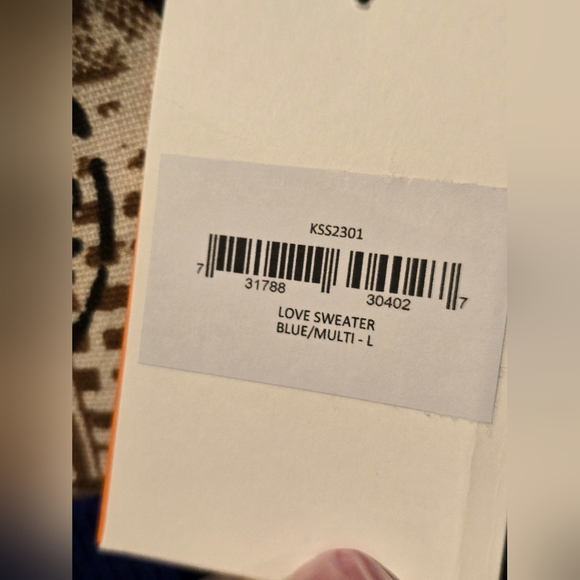 KSS2301
7 31788 30402 7
LOVE SWEATER
BLUE/MULTI - L